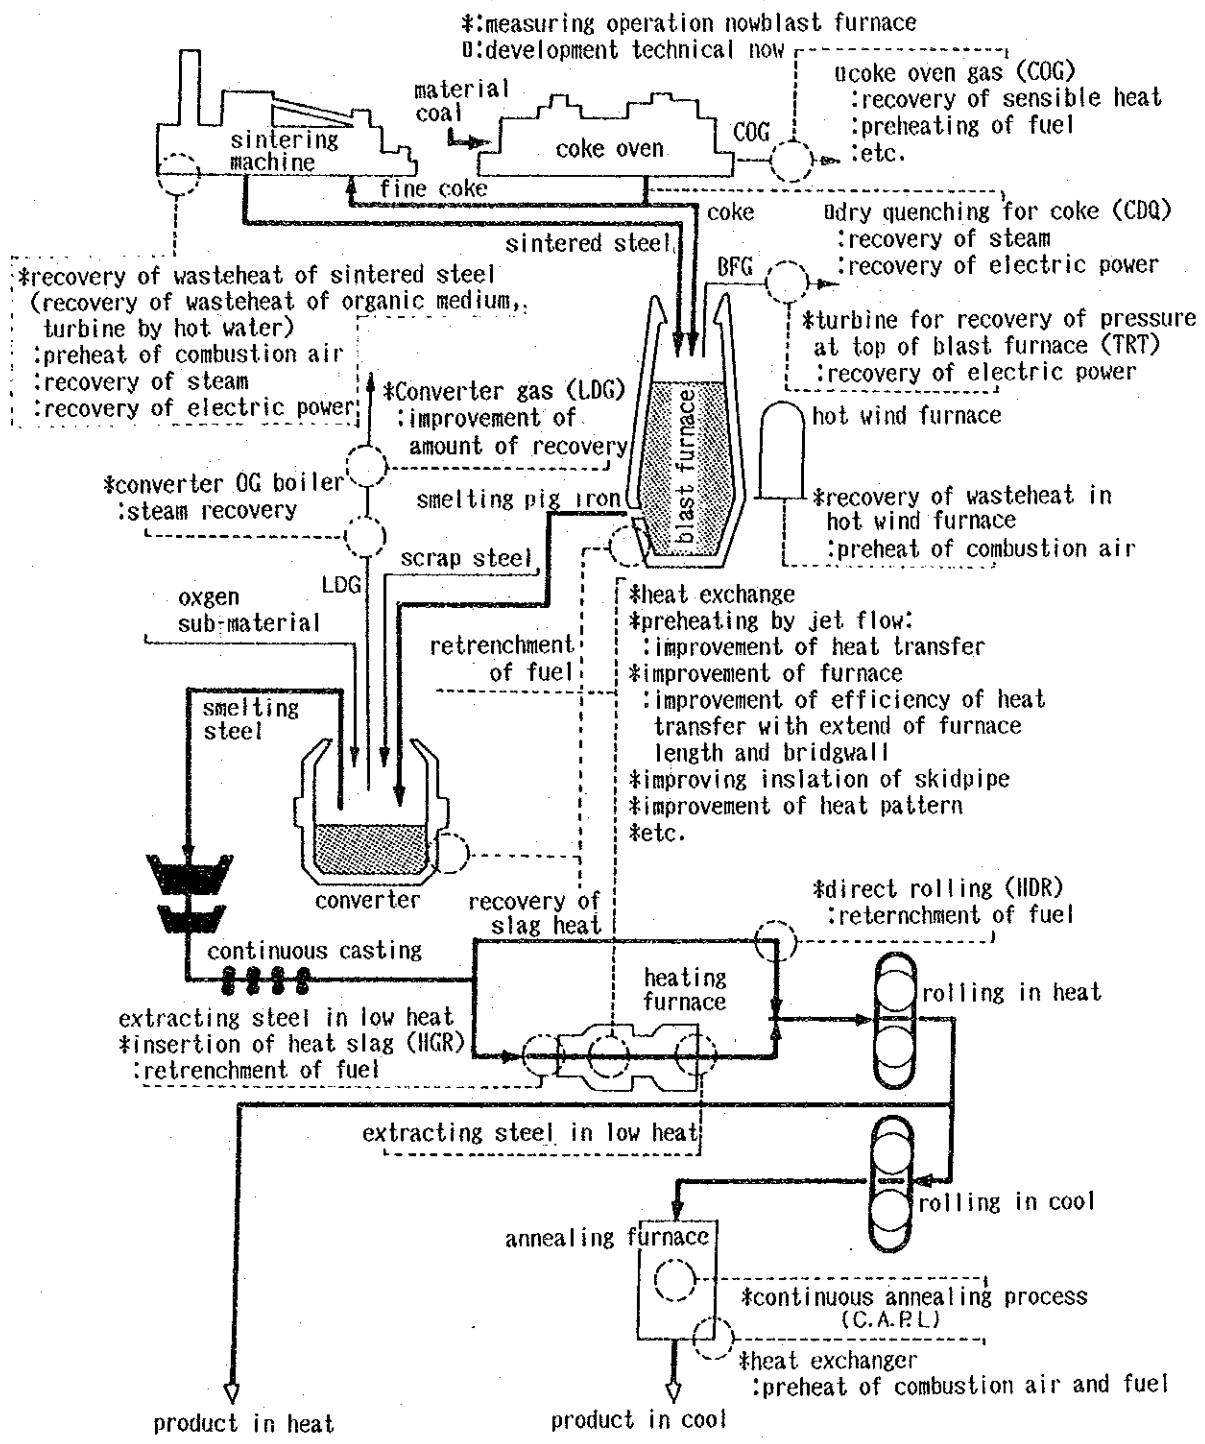 *:measuring operation nowblast furnace
▯:development technical now
▯coke oven gas (COG)
:recovery of sensible heat
:preheating of fuel
:etc.
material
coal
COG
sintering
machine
coke oven
fine coke
coke
▯dry quenching for coke (CDQ)
:recovery of steam
:recovery of electric power
sintered steel
BFG
*recovery of wasteheat of sintered steel
(recovery of wasteheat of organic medium,
turbine by hot water)
:preheat of combustion air
:recovery of steam
:recovery of electric power
*turbine for recovery of pressure
at top of blast furnace (TRT)
:recovery of electric power
*Converter gas (LDG)
:improvement of
amount of recovery
blast furnace
hot wind furnace
*converter OG boiler
:steam recovery
smelting pig iron
*recovery of wasteheat in
hot wind furnace
:preheat of combustion air
scrap steel
LDG
oxgen
sub-material
*heat exchange
*preheating by jet flow:
:improvement of heat transfer
*improvement of furnace
:improvement of efficiency of heat
transfer with extend of furnace
length and bridgwall
*improving inslation of skidpipe
*improvement of heat pattern
*etc.
retrenchment
of fuel
smelting
steel
converter
recovery of
slag heat
*direct rolling (HDR)
:reternchment of fuel
continuous casting
heating
furnace
rolling in heat
extracting steel in low heat
*insertion of heat slag (HGR)
:retrenchment of fuel
extracting steel in low heat
rolling in cool
annealing furnace
*continuous annealing process
(C.A.P.L)
*heat exchanger
:preheat of combustion air and fuel
product in heat
product in cool